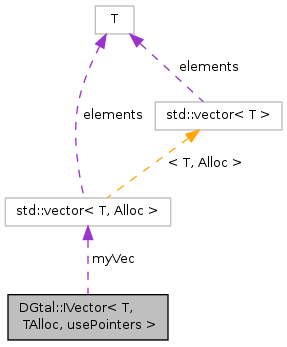 T
elements
elements
std::vector< T >
< T, Alloc >
std::vector< T, Alloc >
myVec
DGtal::IVector< T,
TAlloc, usePointers >